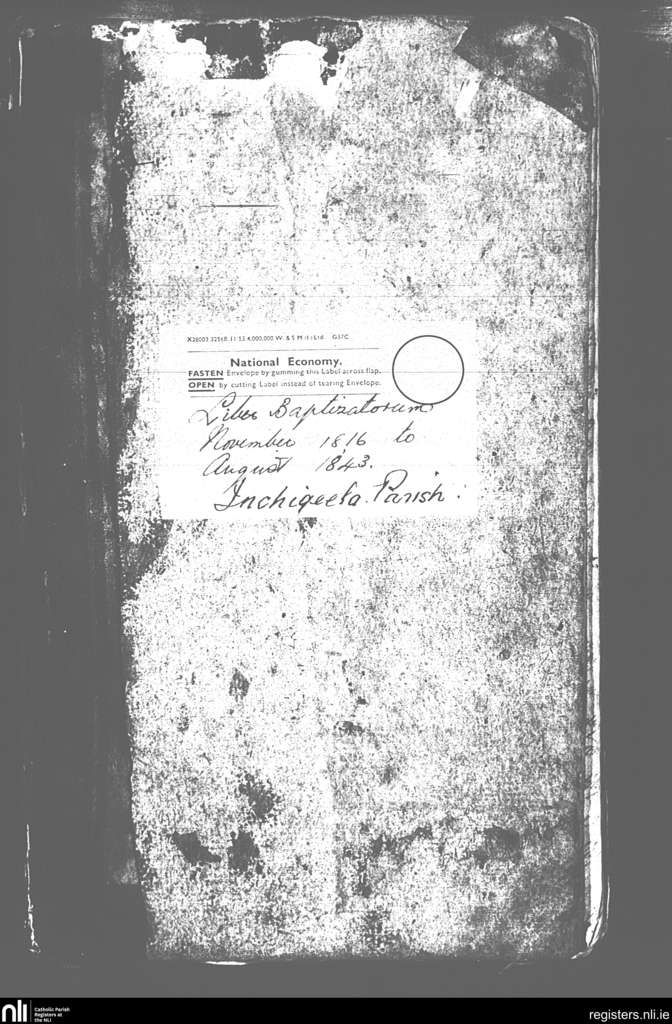 National Economy.
FASTEN Envelope by gumming this Label across flap.
OPEN by cutting Label instead of tearing Envelope.
Liber Baptizatorum
November 1816 to
August 1843.
Inchigeela Parish.
nli Catholic Parish
Registers at
the NLI
registers.nli.ie